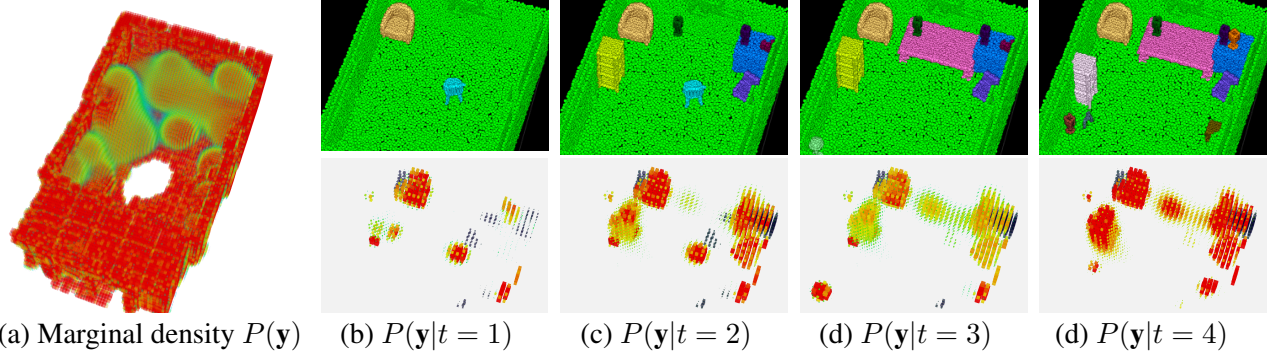 (a) Marginal density P(y)
(b) P(y|t = 1)
(c) P(y|t = 2)
(d) P(y|t = 3)
(d) P(y|t = 4)